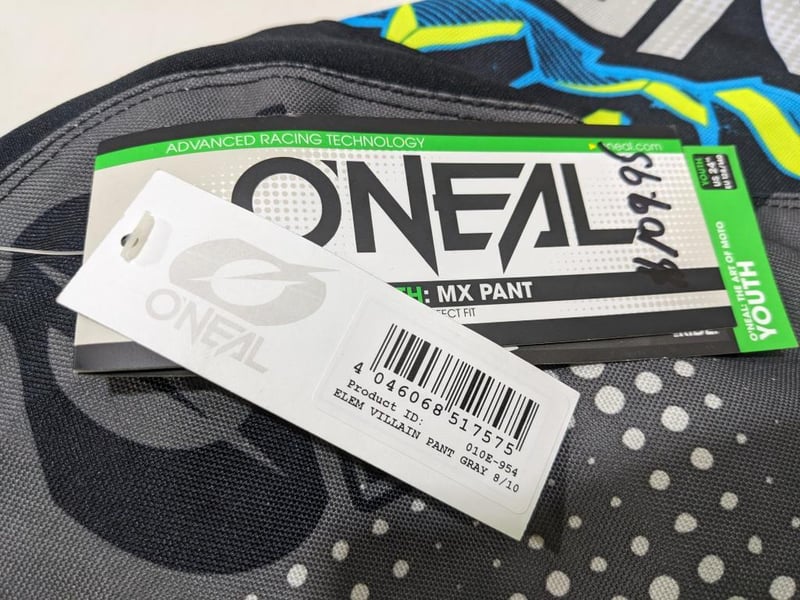 ADVANCED RACING TECHNOLOGY
oneal.com
O'NEAL
$109.95
TH: MX PANT
ECT FIT
O'NEAL: THE ART OF MOTO
YOUTH
YOUTH
O'NEAL
4 046068 517575
Product ID: 010E-954
ELEM VILLAIN PANT GRAY 8/10